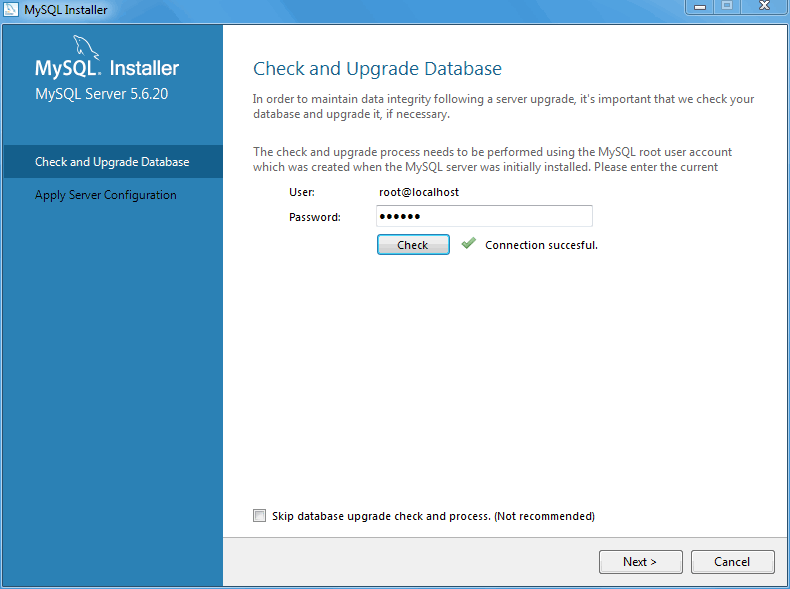 MySQL Installer
MySQL. Installer
MySQL Server 5.6.20
Check and Upgrade Database
Apply Server Configuration
Check and Upgrade Database
In order to maintain data integrity following a server upgrade, it's important that we check your
database and upgrade it, if necessary.
The check and upgrade process needs to be performed using the MySQL root user account
which was created when the MySQL server was initially installed. Please enter the current
User: root@localhost
Password: ••••••
Check Connection succesful.
Skip database upgrade check and process. (Not recommended)
Next > Cancel